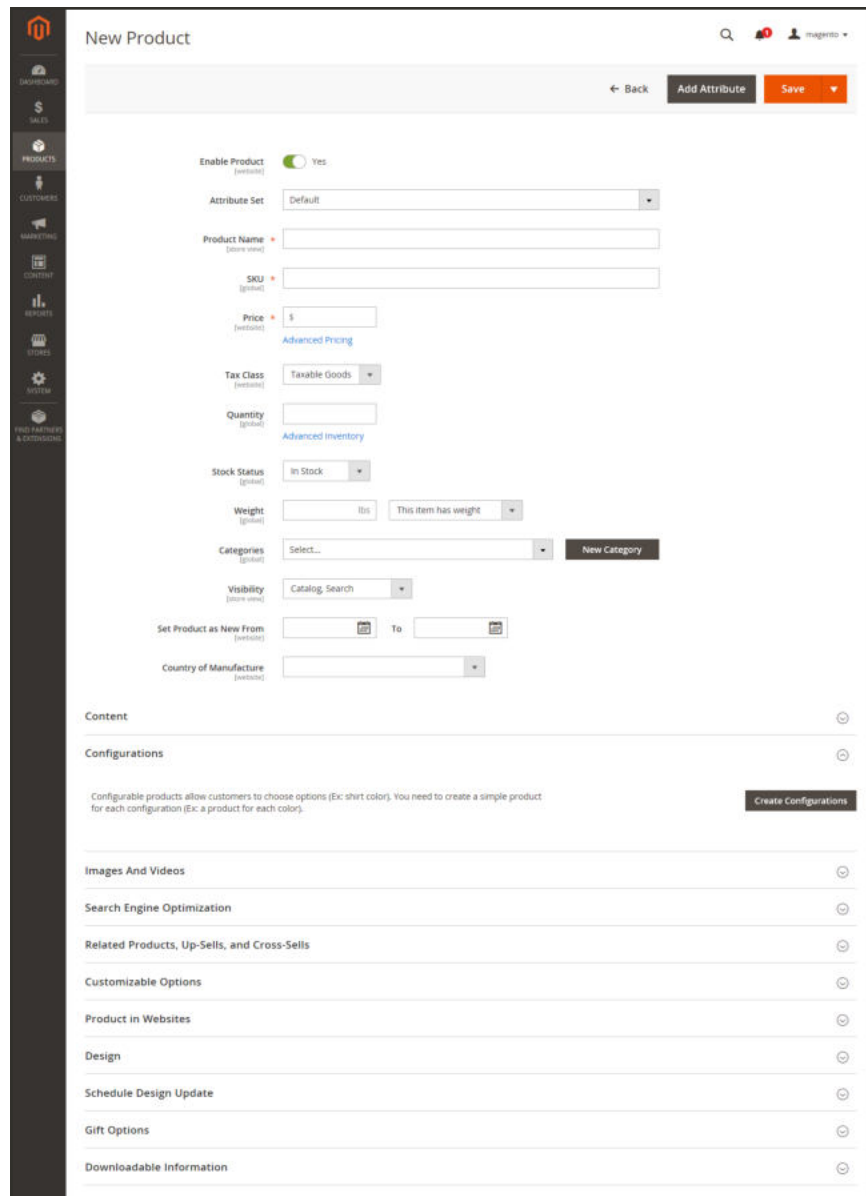 New Product
1
magento
DASHBOARD
SALES
PRODUCTS
CUSTOMERS
MARKETING
CONTENT
REPORTS
STORES
SYSTEM
FIND PARTNERS
& EXTENSIONS
← Back
Add Attribute
Save
Enable Product
[website]
Yes
Attribute Set
Default
Product Name *
[store view]
SKU *
[global]
Price *
[website]
$
Advanced Pricing
Tax Class
[website]
Taxable Goods
Quantity
[global]
Advanced Inventory
Stock Status
[global]
In Stock
Weight
[global]
lbs
This item has weight
Categories
[global]
Select...
New Category
Visibility
[store view]
Catalog, Search
Set Product as New From
[website]
To
Country of Manufacture
[website]
Content
Configurations
Configurable products allow customers to choose options (Ex: shirt color). You need to create a simple product
for each configuration (Ex: a product for each color).
Create Configurations
Images And Videos
Search Engine Optimization
Related Products, Up-Sells, and Cross-Sells
Customizable Options
Product in Websites
Design
Schedule Design Update
Gift Options
Downloadable Information